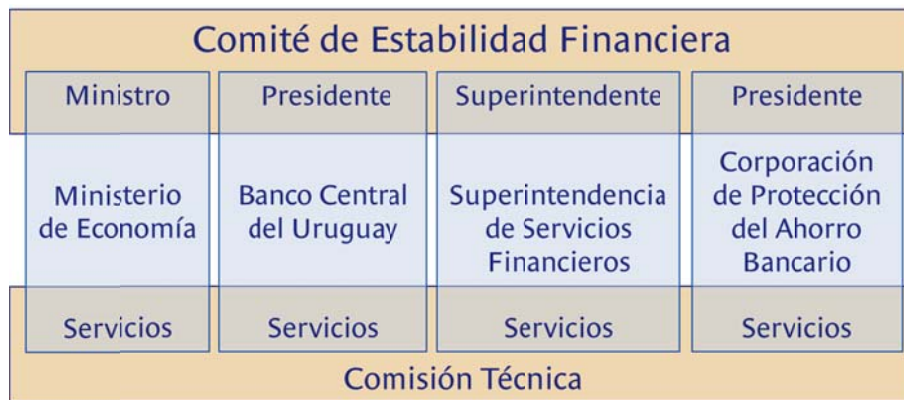 Comité de Estabilidad Financiera
Ministro
Presidente
Superintendente
Presidente
Ministerio
de Economía
Banco Central
del Uruguay
Superintendencia
de Servicios
Financieros
Corporación
de Protección
del Ahorro
Bancario
Servicios
Servicios
Servicios
Servicios
Comisión Técnica